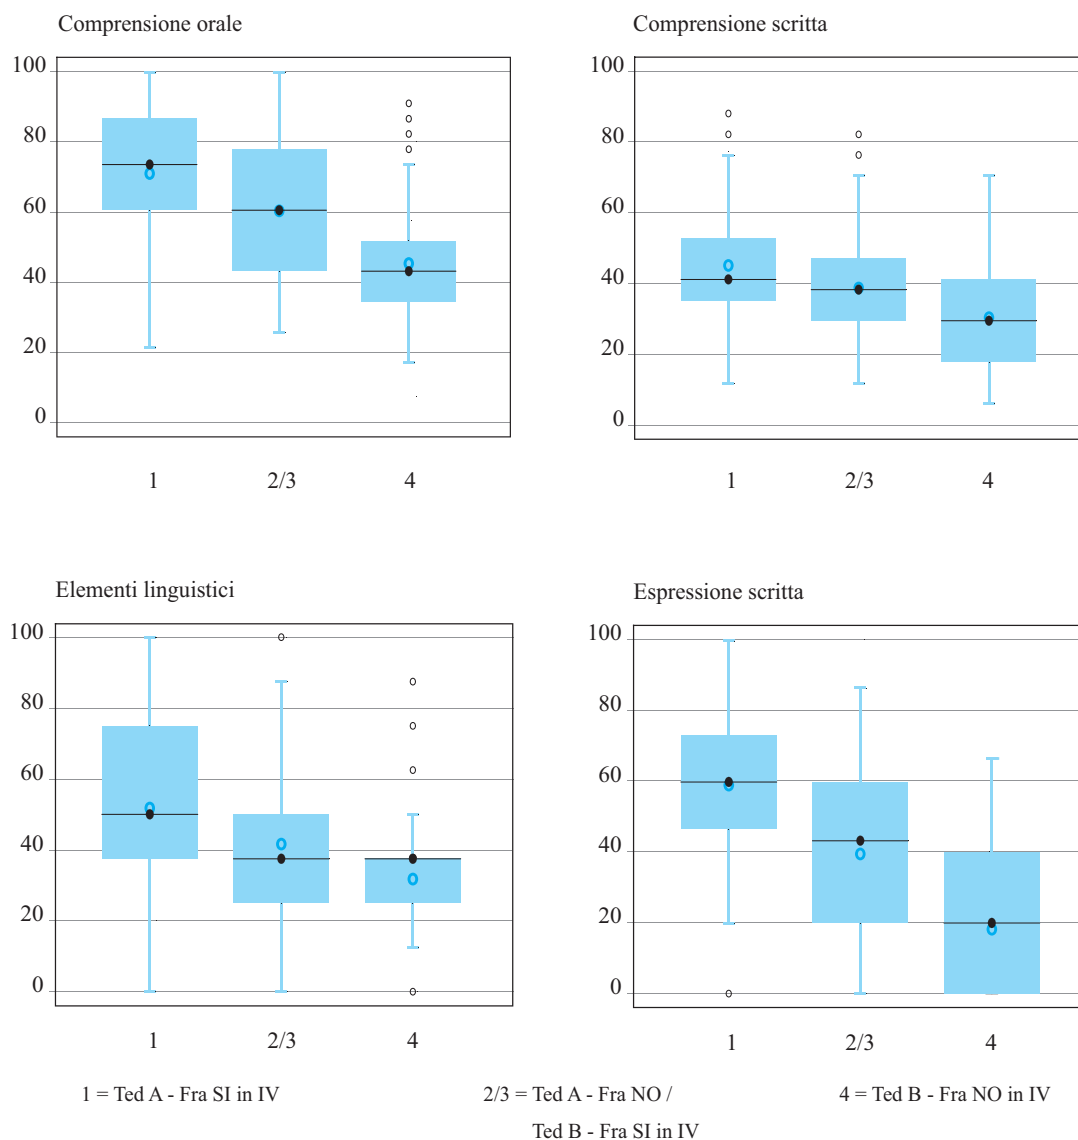 Comprensione orale
100
80
60
40
20
0
1 2/3 4
Comprensione scritta
100
80
60
40
20
0
1 2/3 4
Elementi linguistici
100
80
60
40
20
0
1 2/3 4
Espressione scritta
100
80
60
40
20
0
1 2/3 4
1 = Ted A - Fra SI in IV
2/3 = Ted A - Fra NO /
Ted B - Fra SI in IV
4 = Ted B - Fra NO in IV